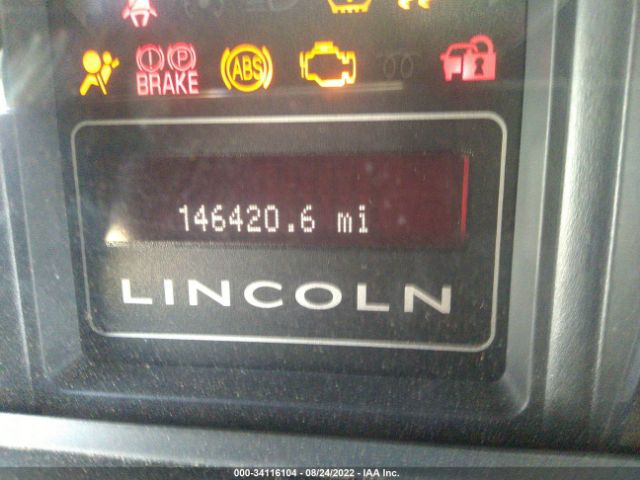 (!) (P)
BRAKE
(ABS)
146420.6 mi
LINCOLN
000-34116104 - 08/24/2022 - IAA Inc.